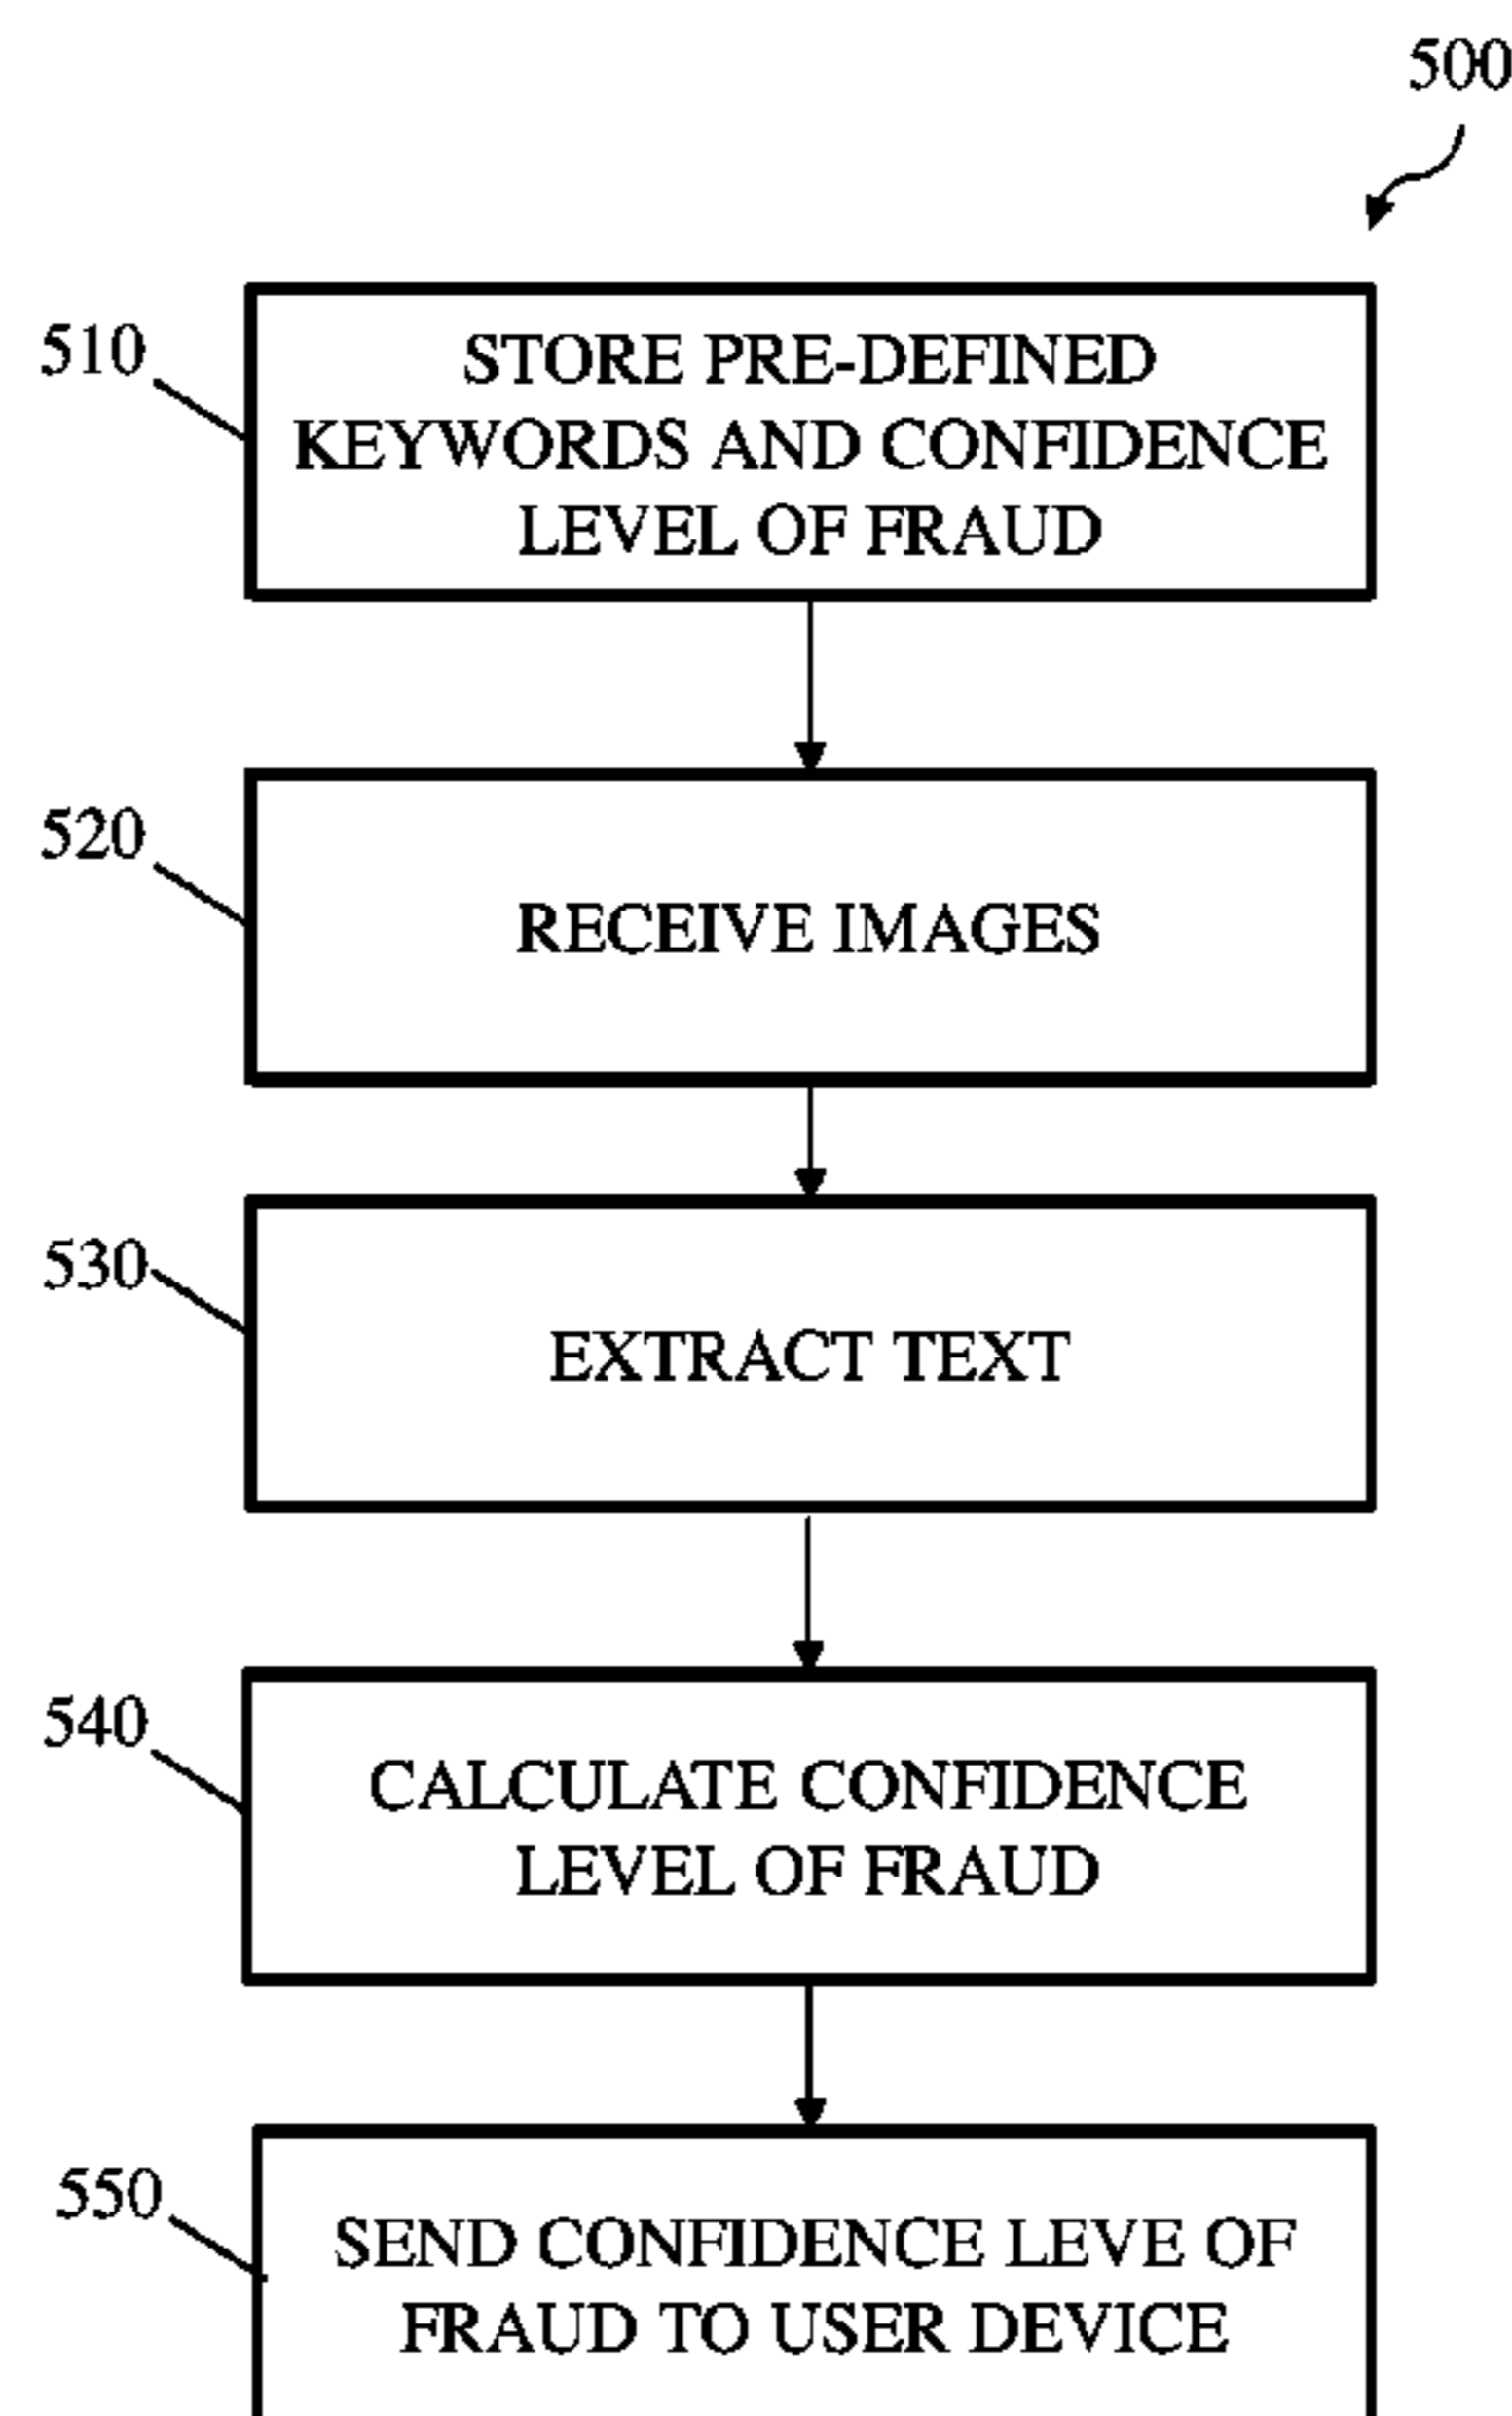 500
510
STORE PRE-DEFINED
KEYWORDS AND CONFIDENCE
LEVEL OF FRAUD
520
RECEIVE IMAGES
530
EXTRACT TEXT
540
CALCULATE CONFIDENCE
LEVEL OF FRAUD
550
SEND CONFIDENCE LEVE OF
FRAUD TO USER DEVICE